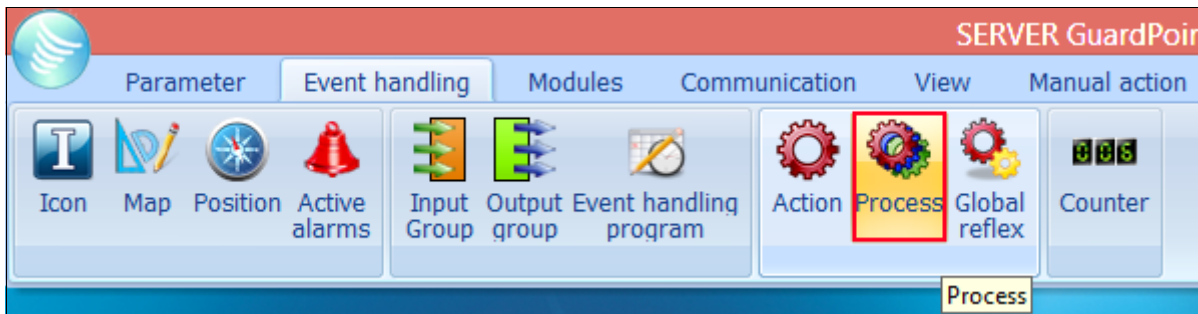 SERVER GuardPoin
Parameter Event handling Modules Communication View Manual action
Icon Map Position Active alarms Input Group Output group Event handling program Action Process Global reflex Counter
Process